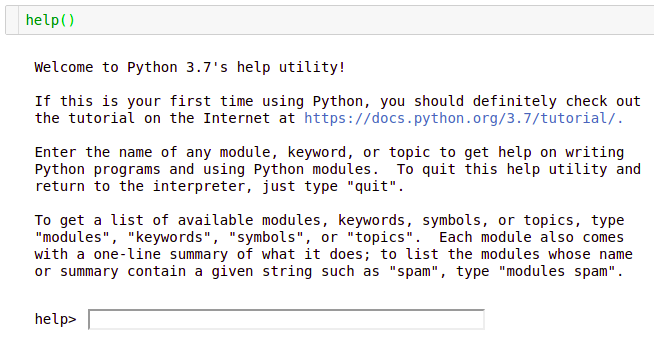 help()
Welcome to Python 3.7's help utility!
If this is your first time using Python, you should definitely check out
the tutorial on the Internet at https://docs.python.org/3.7/tutorial/.
Enter the name of any module, keyword, or topic to get help on writing
Python programs and using Python modules.  To quit this help utility and
return to the interpreter, just type "quit".
To get a list of available modules, keywords, symbols, or topics, type
"modules", "keywords", "symbols", or "topics".  Each module also comes
with a one-line summary of what it does; to list the modules whose name
or summary contain a given string such as "spam", type "modules spam".
help>